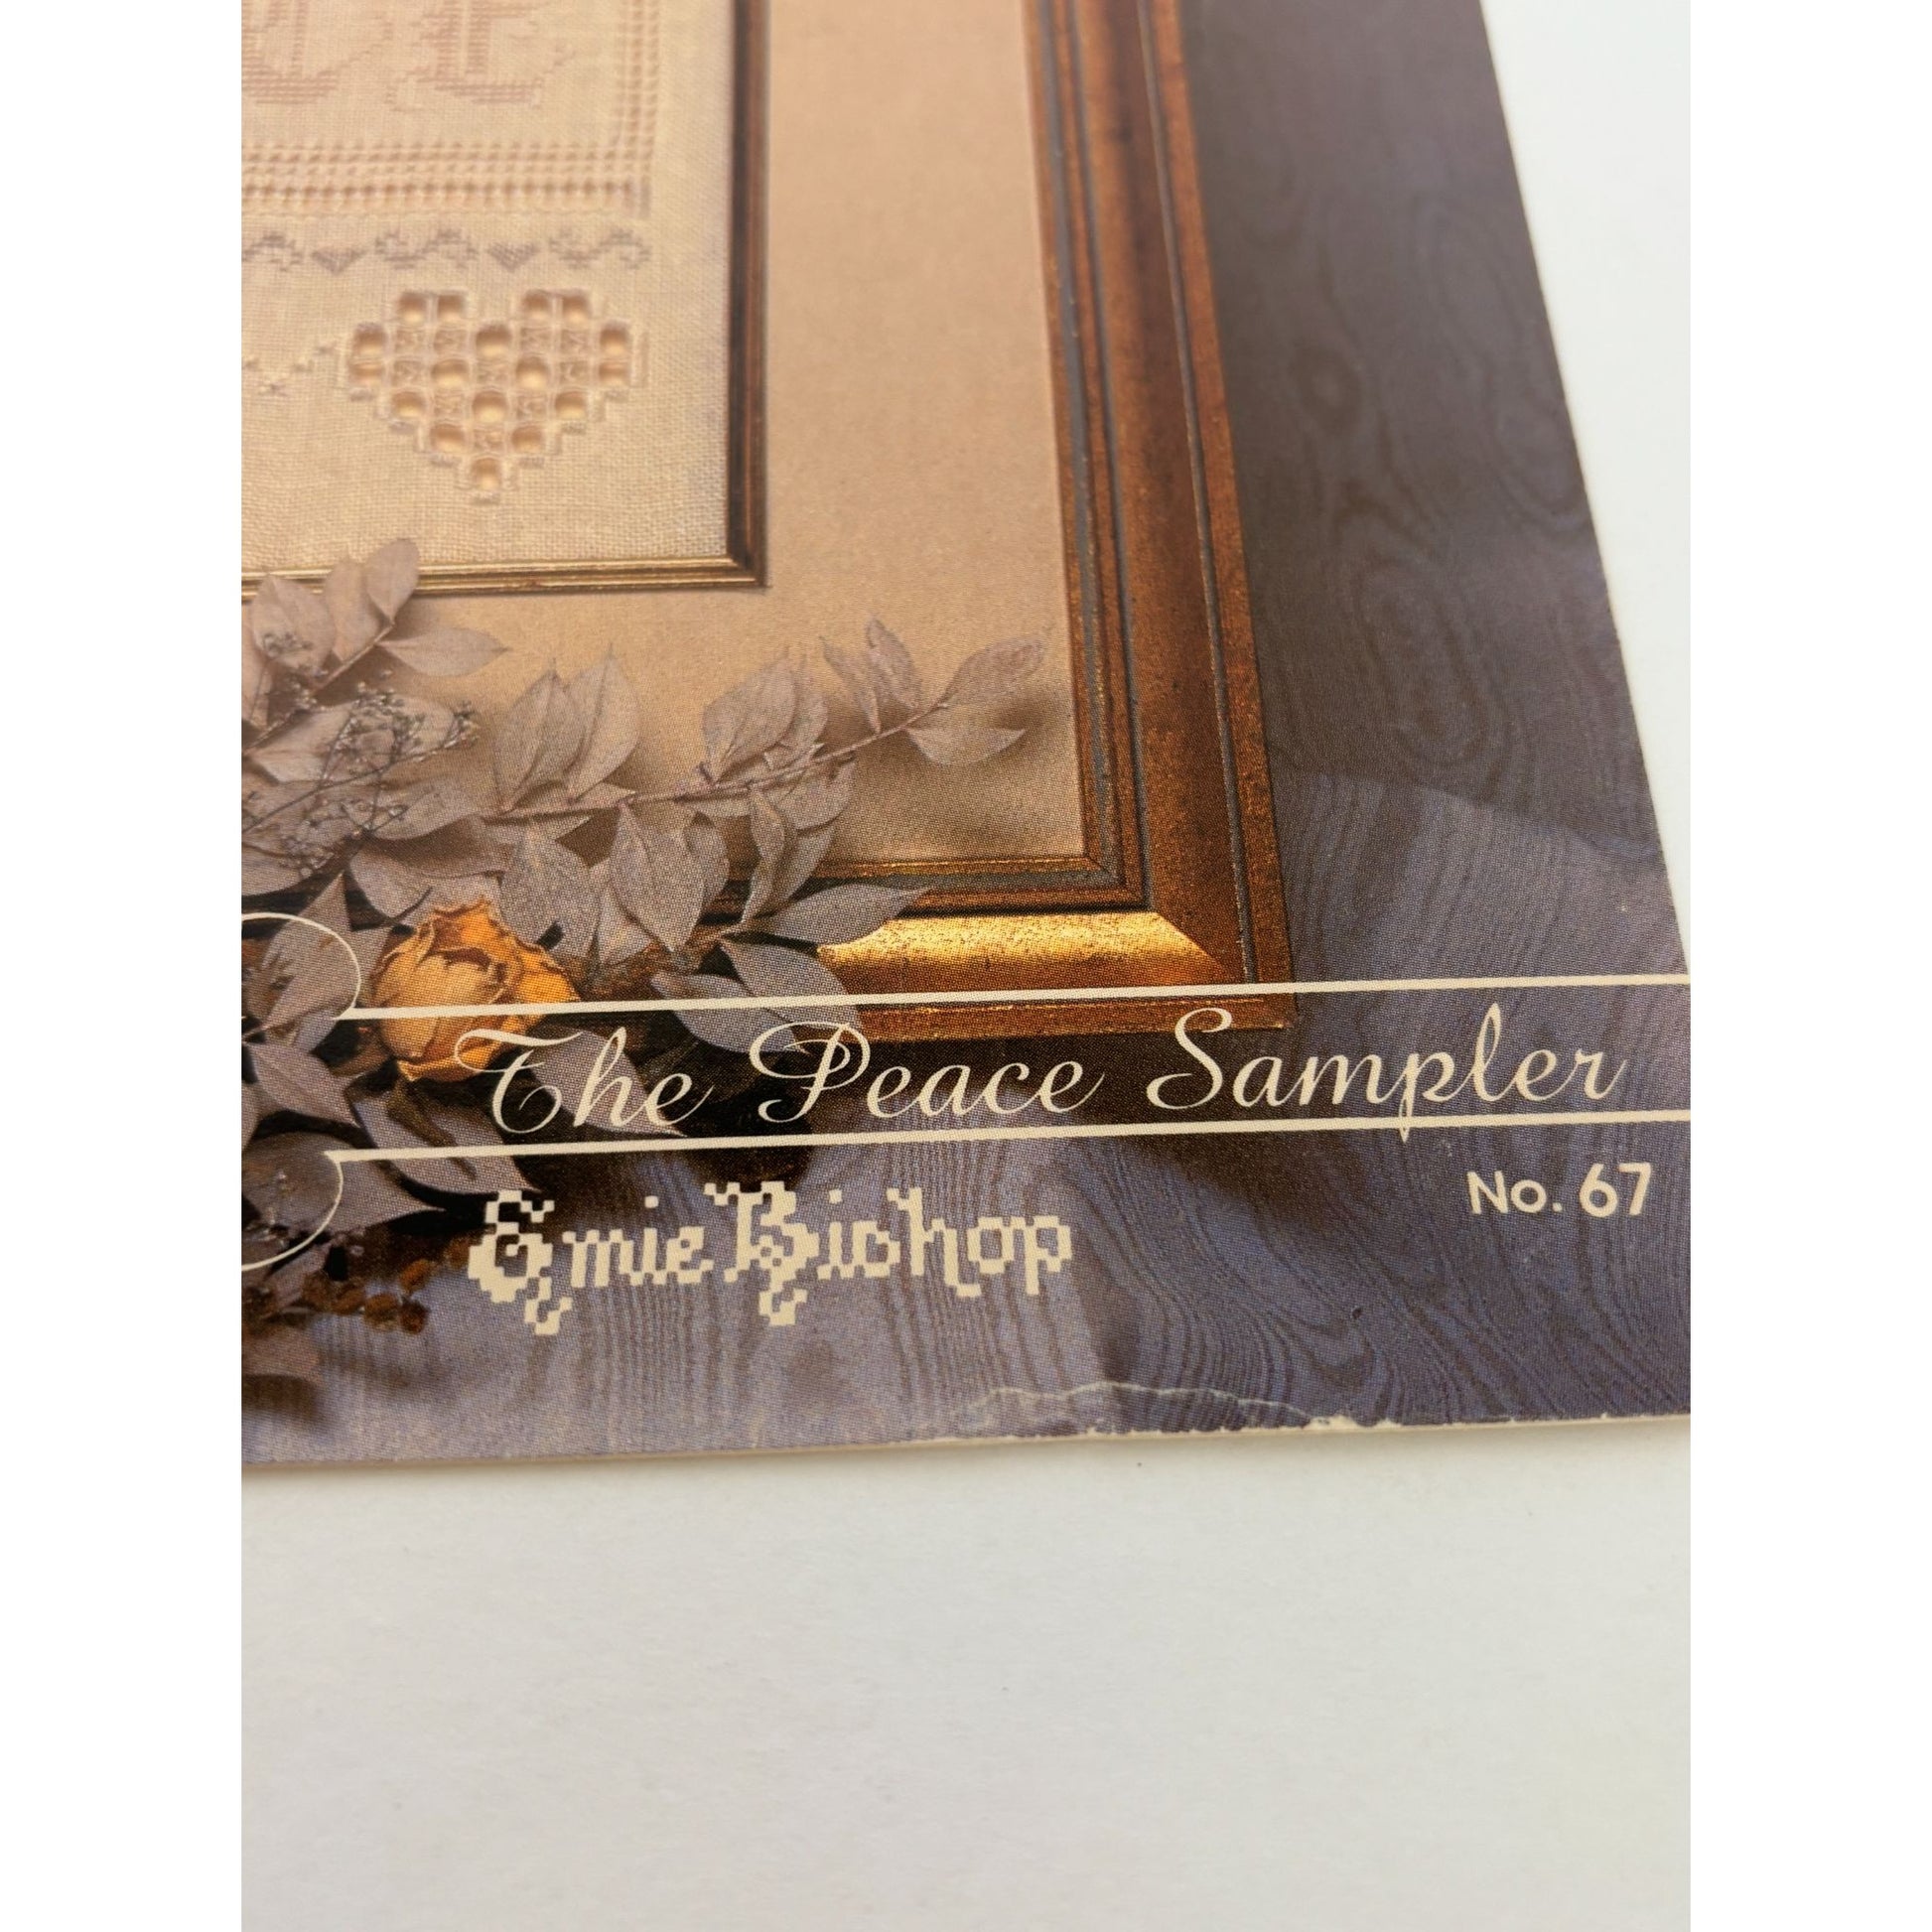 The Peace Sampler
No. 67
Emie Bishop